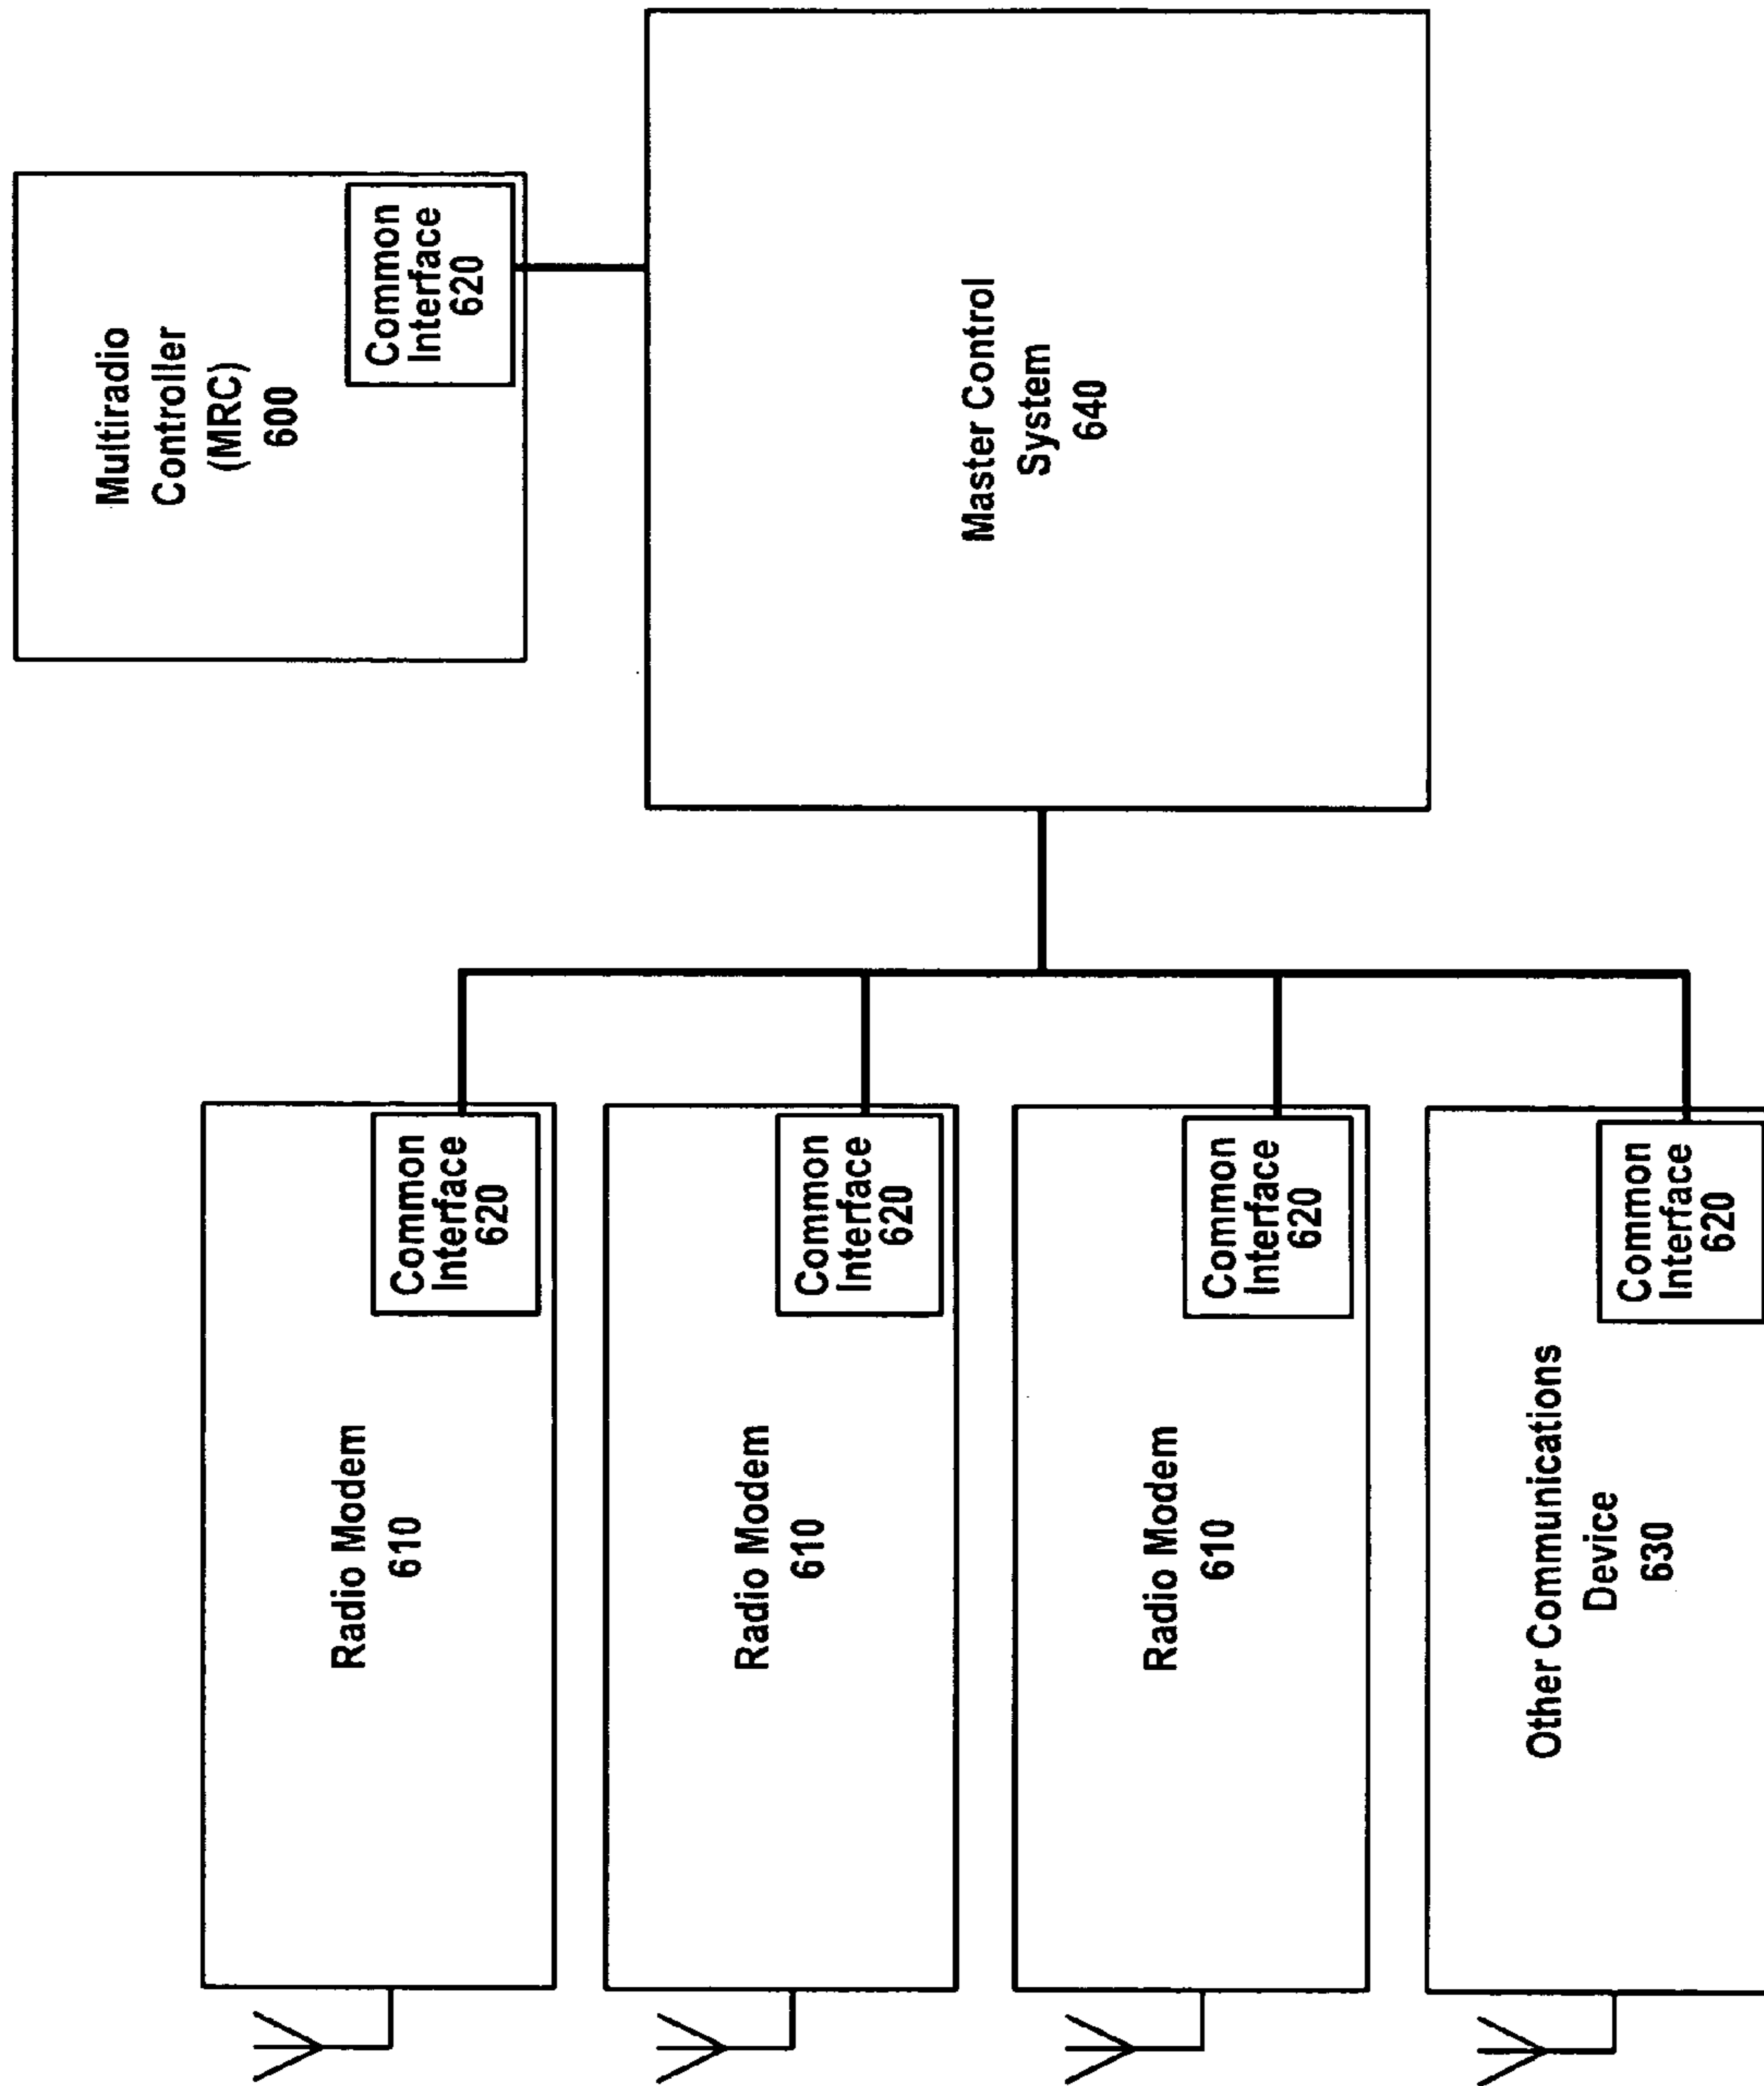 Radio Modem
610
Common
Interface
620
Radio Modem
610
Common
Interface
620
Radio Modem
610
Common
Interface
620
Other Communications
Device
630
Common
Interface
620
Multiradio
Controller
(MRC)
600
Common
Interface
620
Master Control
System
640